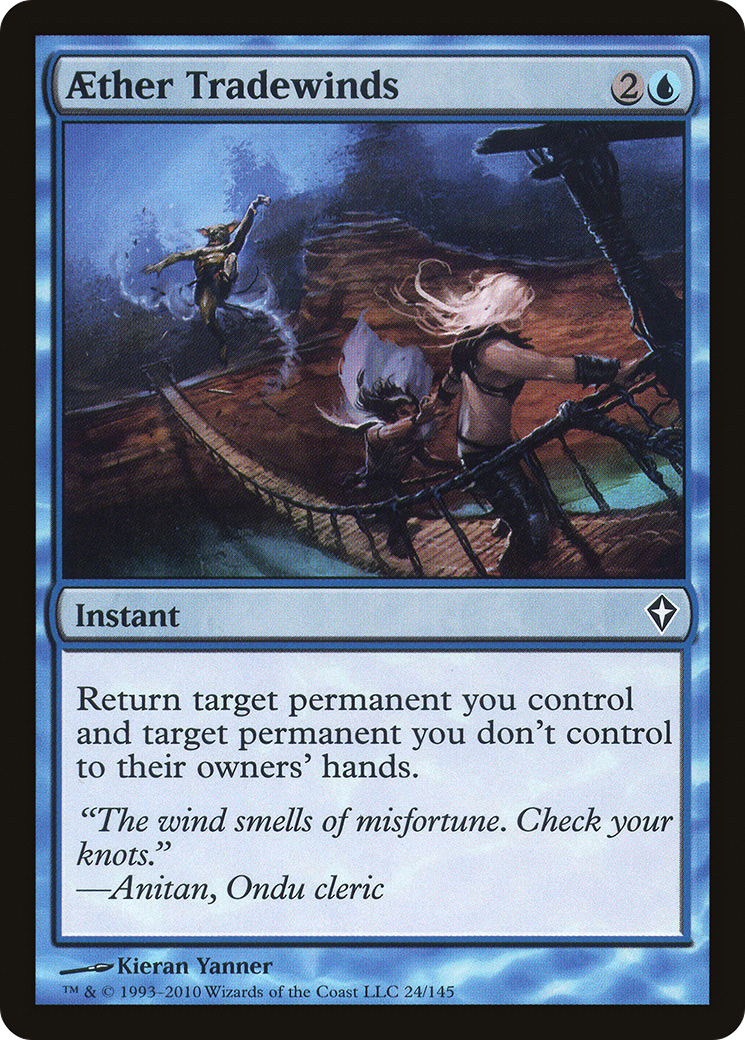 Æther Tradewinds
2
Instant
Return target permanent you control
and target permanent you don't control
to their owners' hands.
"The wind smells of misfortune. Check your
knots."
—Anitan, Ondu cleric
Kieran Yanner
™ & © 1993–2010 Wizards of the Coast LLC 24/145